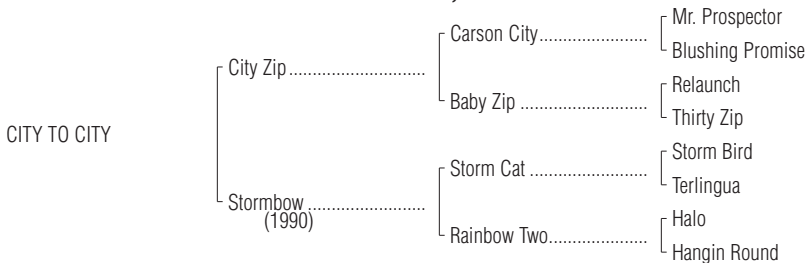 Mr. Prospector
Carson City......................
Blushing Promise
City Zip ............................
Relaunch
Baby Zip ..........................
Thirty Zip
CITY TO CITY
Storm Bird
Storm Cat ........................
Terlingua
Stormbow ........................
(1990)
Halo
Rainbow Two....................
Hangin Round